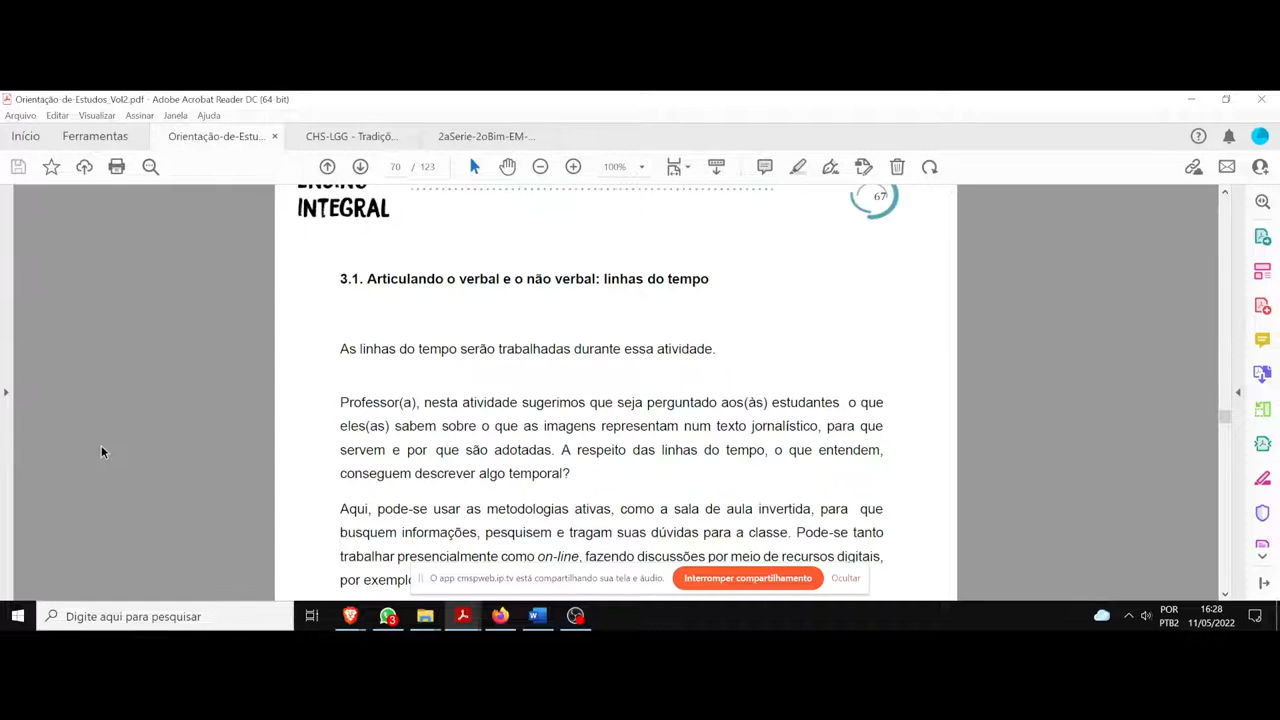 Orientação-de-Estudos_Vol2.pdf - Adobe Acrobat Reader DC (64-bit)
Arquivo Editar Visualizar Assinar Janela Ajuda
Início Ferramentas Orientação-de-Estu... × CHS-LGG - Tradiçõ... 2aSerie-2oBim-EM-...
70 / 123 100%
ENSINO
INTEGRAL
67
3.1. Articulando o verbal e o não verbal: linhas do tempo
As linhas do tempo serão trabalhadas durante essa atividade.
Professor(a), nesta atividade sugerimos que seja perguntado aos(às) estudantes o que
eles(as) sabem sobre o que as imagens representam num texto jornalístico, para que
servem e por que são adotadas. A respeito das linhas do tempo, o que entendem,
conseguem descrever algo temporal?
Aqui, pode-se usar as metodologias ativas, como a sala de aula invertida, para que
busquem informações, pesquisem e tragam suas dúvidas para a classe. Pode-se tanto
trabalhar presencialmente como on-line, fazendo discussões por meio de recursos digitais,
por exemplo
O app cmspweb.ip.tv está compartilhando sua tela e áudio. Interromper compartilhamento Ocultar
Digite aqui para pesquisar
3
POR
PTB2
16:28
11/05/2022